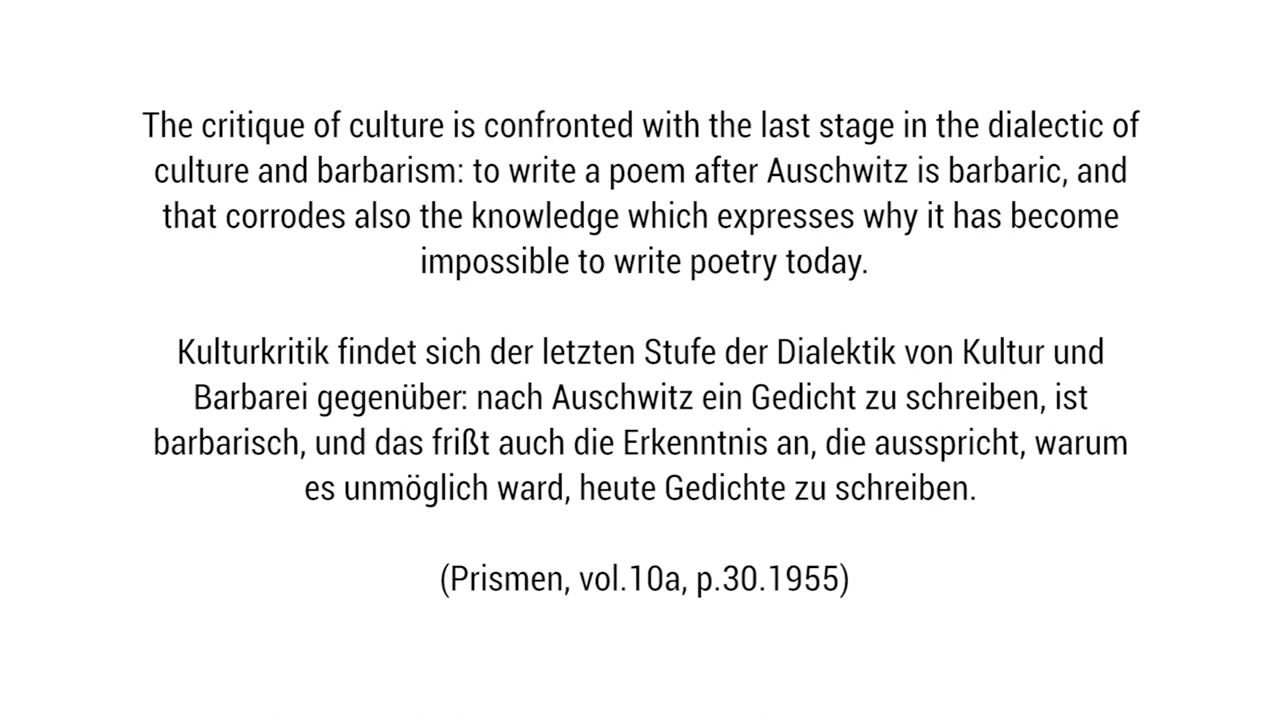 The critique of culture is confronted with the last stage in the dialectic of
culture and barbarism: to write a poem after Auschwitz is barbaric, and
that corrodes also the knowledge which expresses why it has become
impossible to write poetry today.
Kulturkritik findet sich der letzten Stufe der Dialektik von Kultur und
Barbarei gegenüber: nach Auschwitz ein Gedicht zu schreiben, ist
barbarisch, und das frißt auch die Erkenntnis an, die ausspricht, warum
es unmöglich ward, heute Gedichte zu schreiben.
(Prismen, vol.10a, p.30.1955)